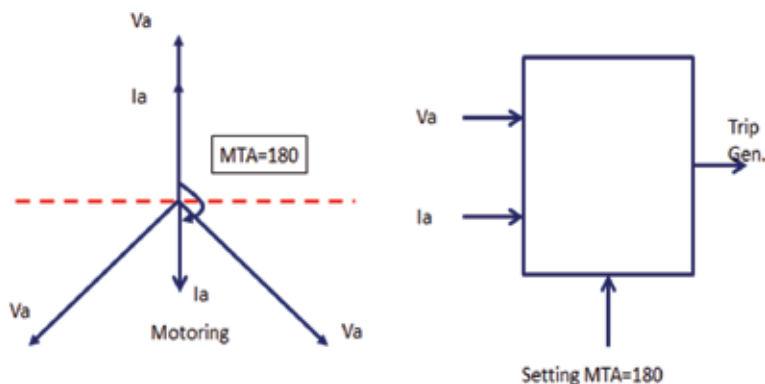 Va
Ia
MTA=180
Ia
Va
Va
Motoring
Va
Ia
Trip
Gen.
Setting MTA=180